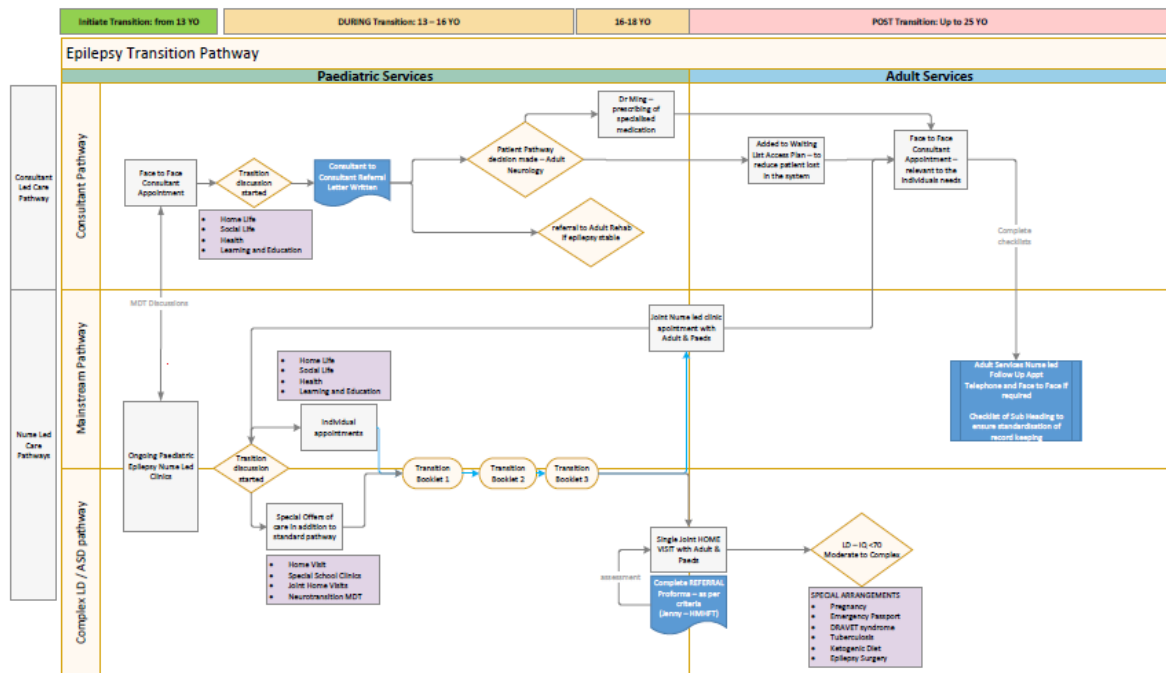 Initiate Transition: from 13 YO
DURING Transition: 13 – 16 YO
16-18 YO
POST Transition: Up to 25 YO
Epilepsy Transition Pathway
Paediatric Services
Adult Services
Consultant
Led Care
Pathway
Consultant Pathway
Face to Face
Consultant
Appointment
Trasition
discussion
started
Consultant to
Consultant Referral
Letter Written
• Home Life
• Social Life
• Health
• Learning and Education
Patient Pathway
decision made – Adult
Neurology
Dr Ming –
prescribing of
specialised
medication
referral to Adult Rehab
if epilepsy stable
Added to Waiting
List Access Plan – to
reduce patient lost
in the system
Face to Face
Consultant
Appointment –
relevant to the
individuals needs
Complete
checklists
MDT Discussions
Nurse Led
Care
Pathways
Mainstream Pathway
Joint Nurse led clinic
apointment with
Adult & Paeds
• Home Life
• Social Life
• Health
• Learning and Education
Individual
appointments
Ongoing Paediatric
Epilepsy Nurse Led
Clinics
Trasition
discussion
started
Transition
Booklet 1
Transition
Booklet 2
Transition
Booklet 3
Adult Services Nurse led
Follow Up Appt
Telephone and Face to Face if
required
Checklist of Sub Heading to
ensure standardisation of
record keeping
Complex LD / ASD pathway
Special Offers of
care in addition to
standard pathway
• Home Visit
• Special School Clinics
• Joint Home Visits
• Neurotransition MDT
Single Joint HOME
VISIT with Adult &
Paeds
assessment
Complete REFERRAL
Proforma – as per
criteria
(Jenny – HMHFT)
LD – IQ <70
Moderate to Complex
SPECIAL ARRANGEMENTS
• Pregnancy
• Emergency Passport
• DRAVET syndrome
• Tuberculosis
• Ketogenic Diet
• Epilepsy Surgery